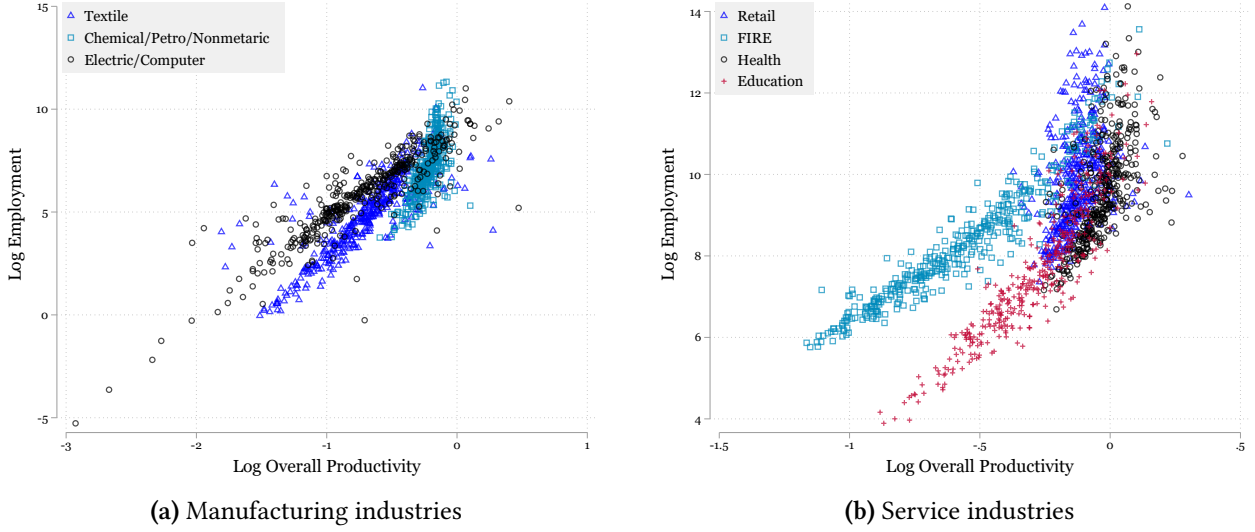 Textile
Chemical/Petro/Nonmetaric
Electric/Computer
15
10
5
0
-5
Log Employment
-3
-2
-1
0
1
Log Overall Productivity
(a) Manufacturing industries
Retail
FIRE
Health
Education
14
12
10
8
6
4
Log Employment
-1.5
-1
-.5
0
.5
Log Overall Productivity
(b) Service industries